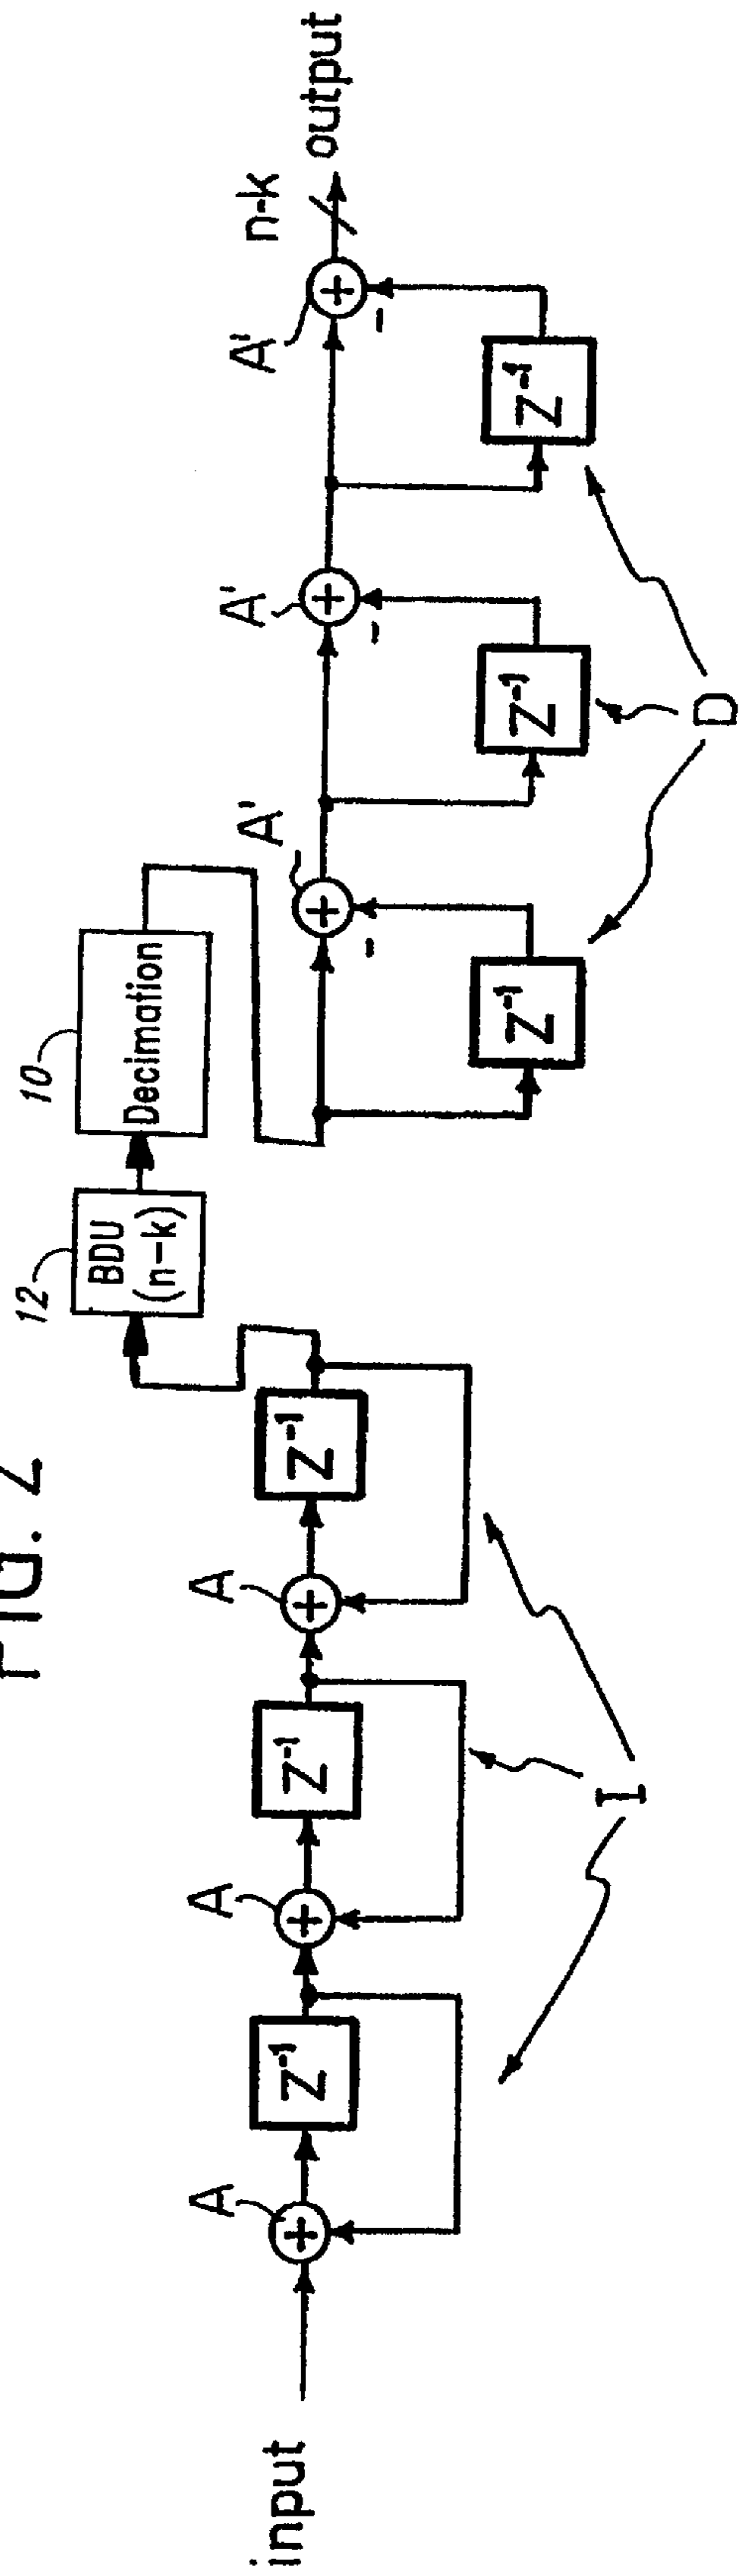 FIG. 2
input
A
Z⁻¹
A
Z⁻¹
A
Z⁻¹
I
12
BDU
(n-k)
10
Decimation
A'
-
Z⁻¹
A'
-
Z⁻¹
A'
-
Z⁻¹
D
n-k
output
+
+
+
+
+
+